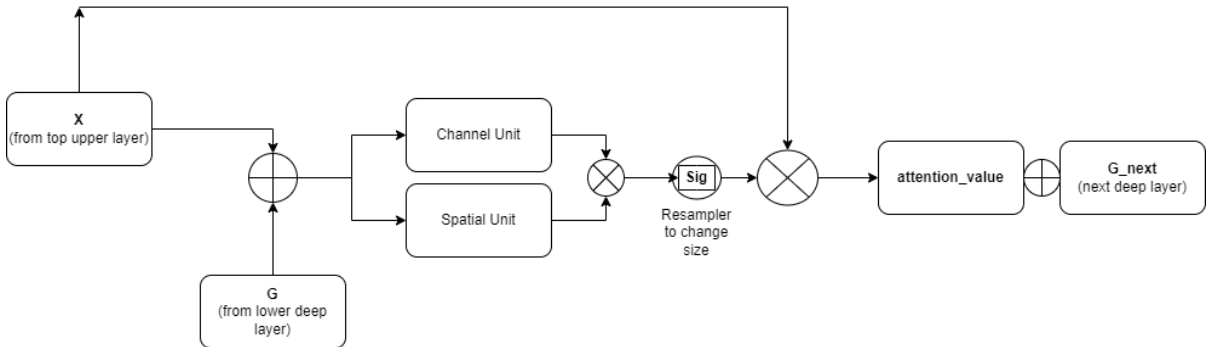 X
(from top upper layer)
Channel Unit
Sig
attention_value
G_next
(next deep layer)
Spatial Unit
Resampler
to change
size
G
(from lower deep
layer)